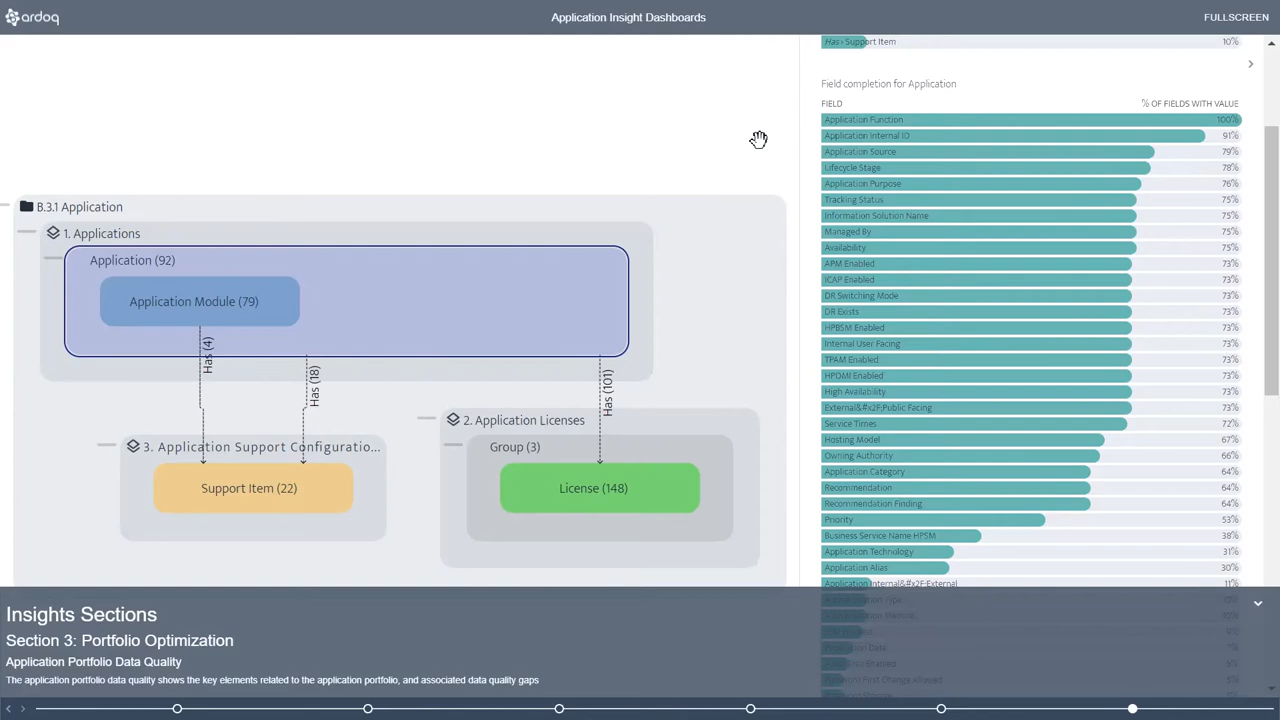 ardoq
Application Insight Dashboards
FULLSCREEN
Has › Support Item 10%
Field completion for Application
FIELD % OF FIELDS WITH VALUE
Application Function 100%
Application Internal ID 91%
Application Source 79%
Lifecycle Stage 78%
Application Purpose 76%
Tracking Status 75%
Information Solution Name 75%
Managed By 75%
Availability 75%
APM Enabled 73%
ICAP Enabled 73%
DR Switching Mode 73%
DR Exists 73%
HPBSM Enabled 73%
Internal User Facing 73%
TPAM Enabled 73%
HPOMI Enabled 73%
High Availability 73%
External&#x2F;Public Facing 73%
Service Times 72%
Hosting Model 67%
Owning Authority 66%
Application Category 64%
Recommendation 64%
Recommendation Finding 64%
Priority 53%
Business Service Name HPSM 38%
Application Technology 31%
Application Alias 30%
Application Internal&#x2F;External 11%
B.3.1 Application
1. Applications
Application (92)
Application Module (79)
Has (4)
Has (18)
Has (101)
2. Application Licenses
3. Application Support Configuratio...
Group (3)
Support Item (22)
License (148)
Insights Sections
Section 3: Portfolio Optimization
Application Portfolio Data Quality
The application portfolio data quality shows the key elements related to the application portfolio, and associated data quality gaps